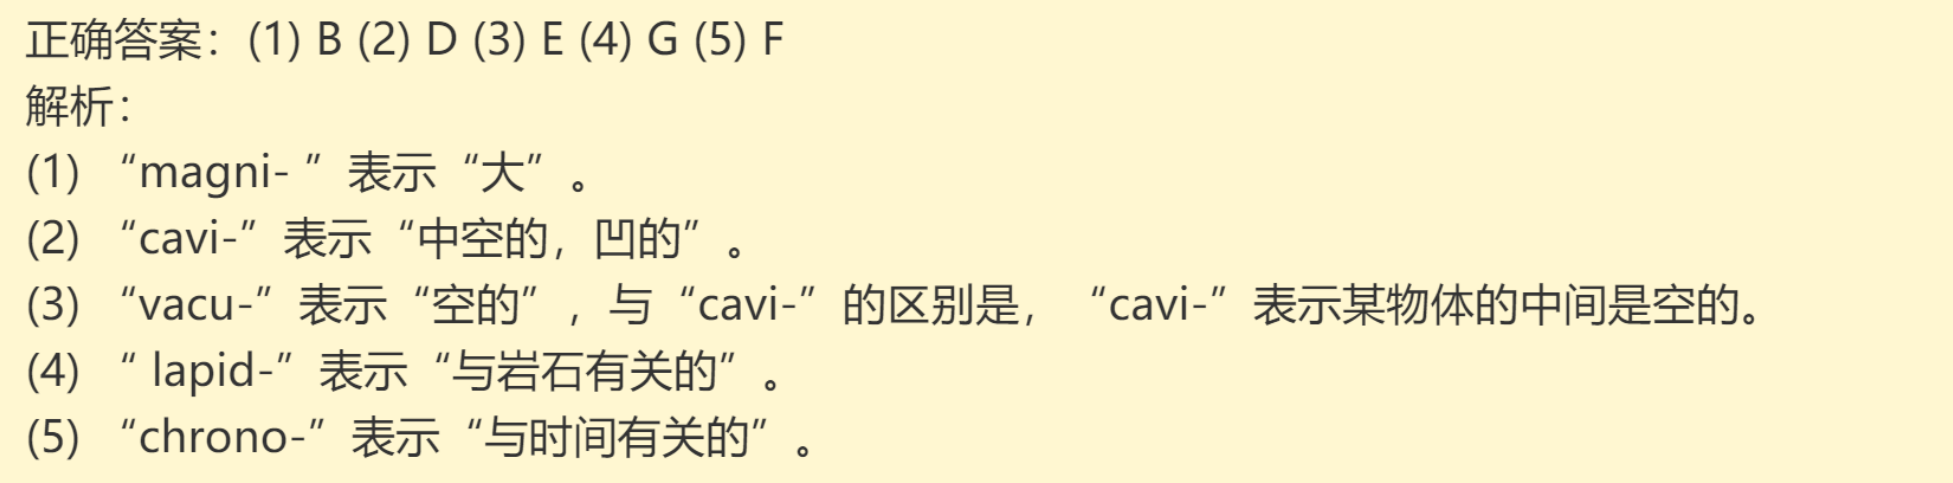 正确答案：(1) B (2) D (3) E (4) G (5) F
解析：
(1) “magni- ”表示“大”。
(2) “cavi-”表示“中空的，凹的”。
(3) “vacu-”表示“空的”，与“cavi-”的区别是，“cavi-”表示某物体的中间是空的。
(4) “ lapid-”表示“与岩石有关的”。
(5) “chrono-”表示“与时间有关的”。